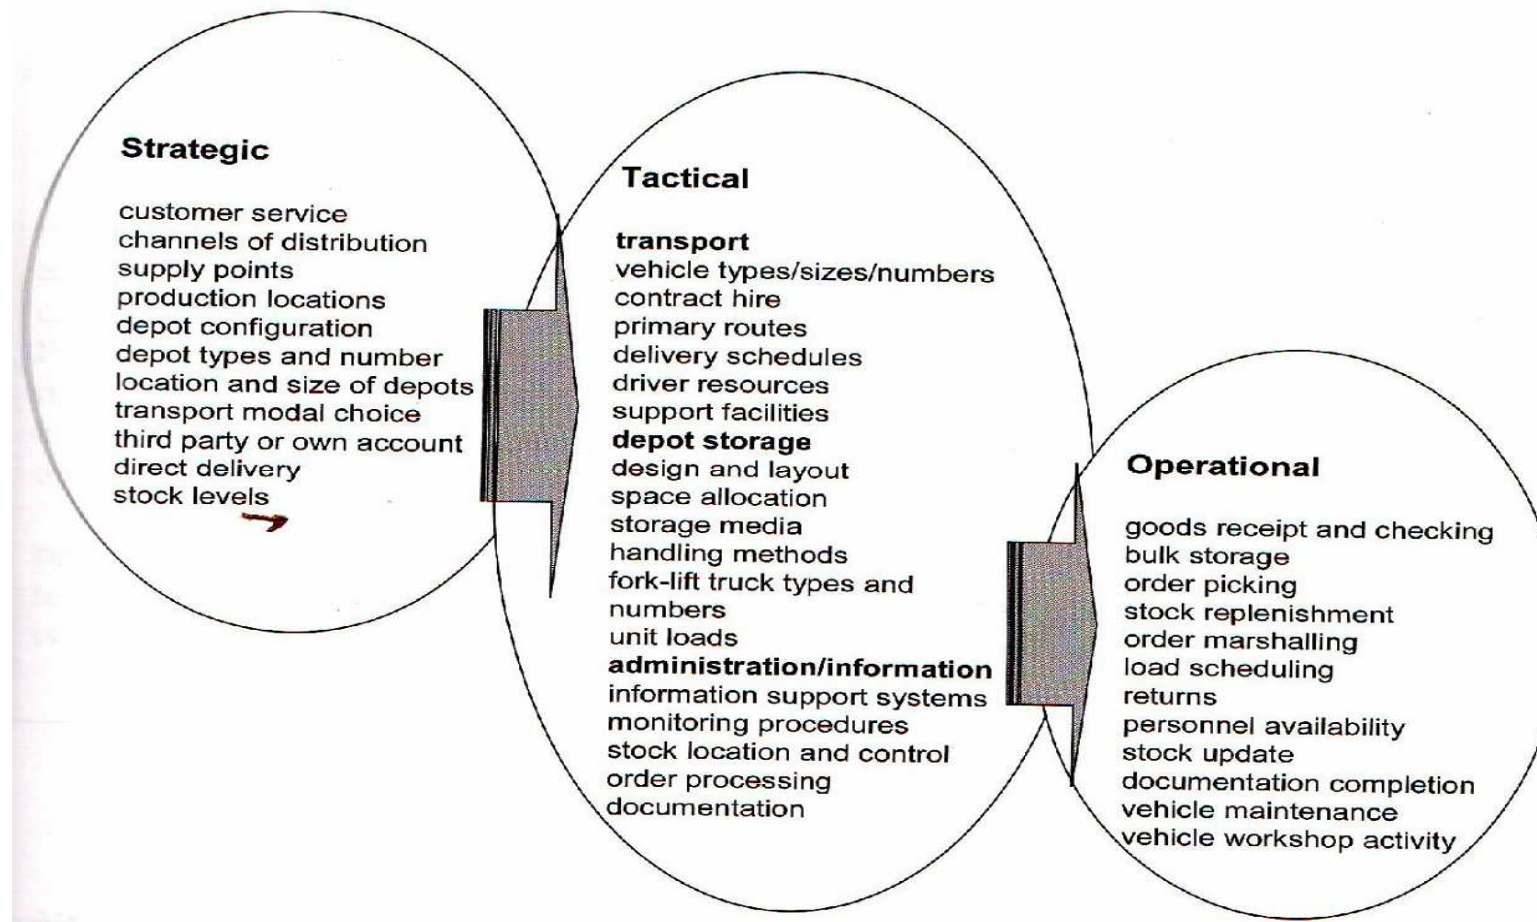 Strategic
customer service
channels of distribution
supply points
production locations
depot configuration
depot types and number
location and size of depots
transport modal choice
third party or own account
direct delivery
stock levels
Tactical
transport
vehicle types/sizes/numbers
contract hire
primary routes
delivery schedules
driver resources
support facilities
depot storage
design and layout
space allocation
storage media
handling methods
fork-lift truck types and
numbers
unit loads
administration/information
information support systems
monitoring procedures
stock location and control
order processing
documentation
Operational
goods receipt and checking
bulk storage
order picking
stock replenishment
order marshalling
load scheduling
returns
personnel availability
stock update
documentation completion
vehicle maintenance
vehicle workshop activity